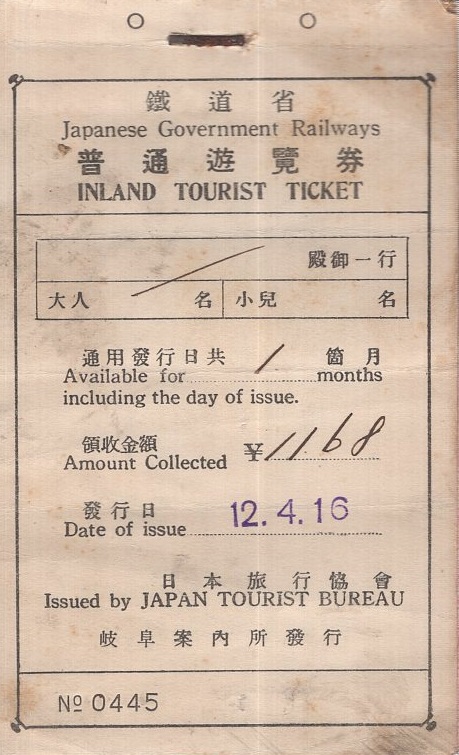 鐵道省
Japanese Government Railways
普通遊覽券
INLAND TOURIST TICKET
殿御一行
大人 名 小兒 名
通用發行日共 1 箇月
Available for months
including the day of issue.
領收金額
Amount Collected ¥1168
發行日
Date of issue 12.4.16
日本旅行協會
Issued by JAPAN TOURIST BUREAU
岐阜案內所發行
№ 0445